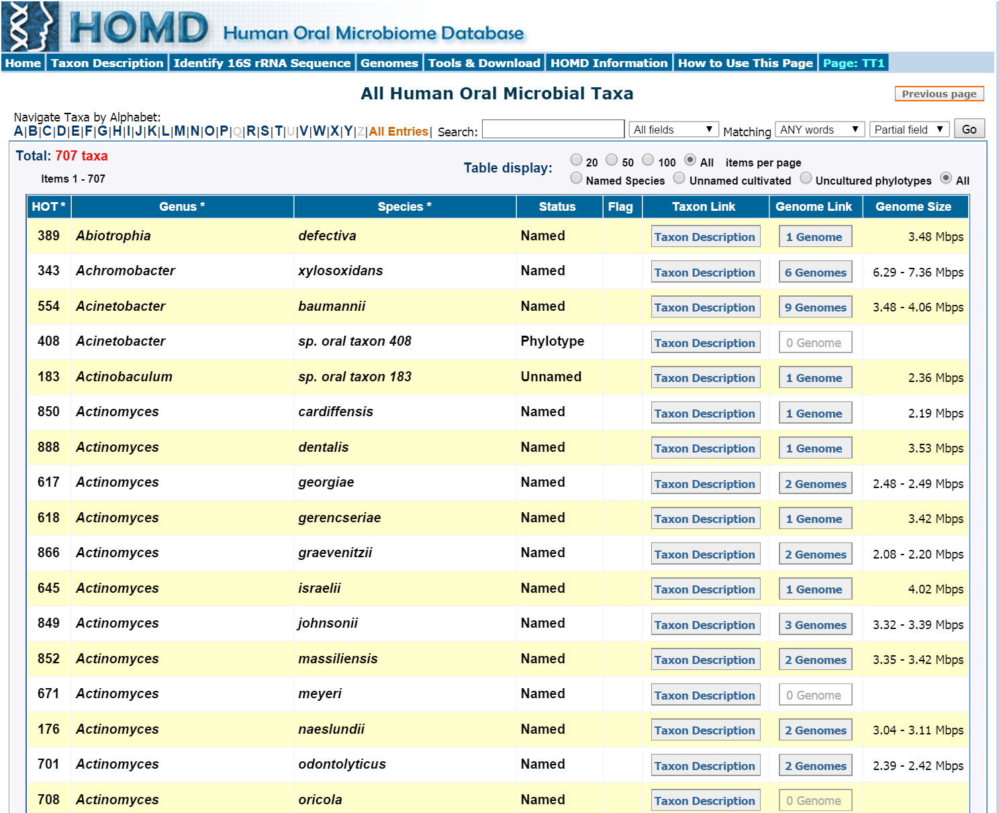 HOMD Human Oral Microbiome Database
Home Taxon Description Identify 16S rRNA Sequence Genomes Tools & Download HOMD Information How to Use This Page Page: TT1
All Human Oral Microbial Taxa Previous page
Navigate Taxa by Alphabet:
A|B|C|D|E|F|G|H|I|J|K|L|M|N|O|P|Q|R|S|T|U|V|W|X|Y|Z|All Entries| Search: All fields Matching ANY words Partial field Go
Total: 707 taxa
Table display: 20 50 100 All items per page
Items 1 - 707
Named Species Unnamed cultivated Uncultured phylotypes All
HOT * Genus * Species * Status Flag Taxon Link Genome Link Genome Size
389 Abiotrophia defectiva Named Taxon Description 1 Genome 3.48 Mbps
343 Achromobacter xylosoxidans Named Taxon Description 6 Genomes 6.29 - 7.36 Mbps
554 Acinetobacter baumannii Named Taxon Description 9 Genomes 3.48 - 4.06 Mbps
408 Acinetobacter sp. oral taxon 408 Phylotype Taxon Description 0 Genome
183 Actinobaculum sp. oral taxon 183 Unnamed Taxon Description 1 Genome 2.36 Mbps
850 Actinomyces cardiffensis Named Taxon Description 1 Genome 2.19 Mbps
888 Actinomyces dentalis Named Taxon Description 1 Genome 3.53 Mbps
617 Actinomyces georgiae Named Taxon Description 2 Genomes 2.48 - 2.49 Mbps
618 Actinomyces gerencseriae Named Taxon Description 1 Genome 3.42 Mbps
866 Actinomyces graevenitzii Named Taxon Description 2 Genomes 2.08 - 2.20 Mbps
645 Actinomyces israelii Named Taxon Description 1 Genome 4.02 Mbps
849 Actinomyces johnsonii Named Taxon Description 3 Genomes 3.32 - 3.39 Mbps
852 Actinomyces massiliensis Named Taxon Description 2 Genomes 3.35 - 3.42 Mbps
671 Actinomyces meyeri Named Taxon Description 0 Genome
176 Actinomyces naeslundii Named Taxon Description 2 Genomes 3.04 - 3.11 Mbps
701 Actinomyces odontolyticus Named Taxon Description 2 Genomes 2.39 - 2.42 Mbps
708 Actinomyces oricola Named Taxon Description 0 Genome